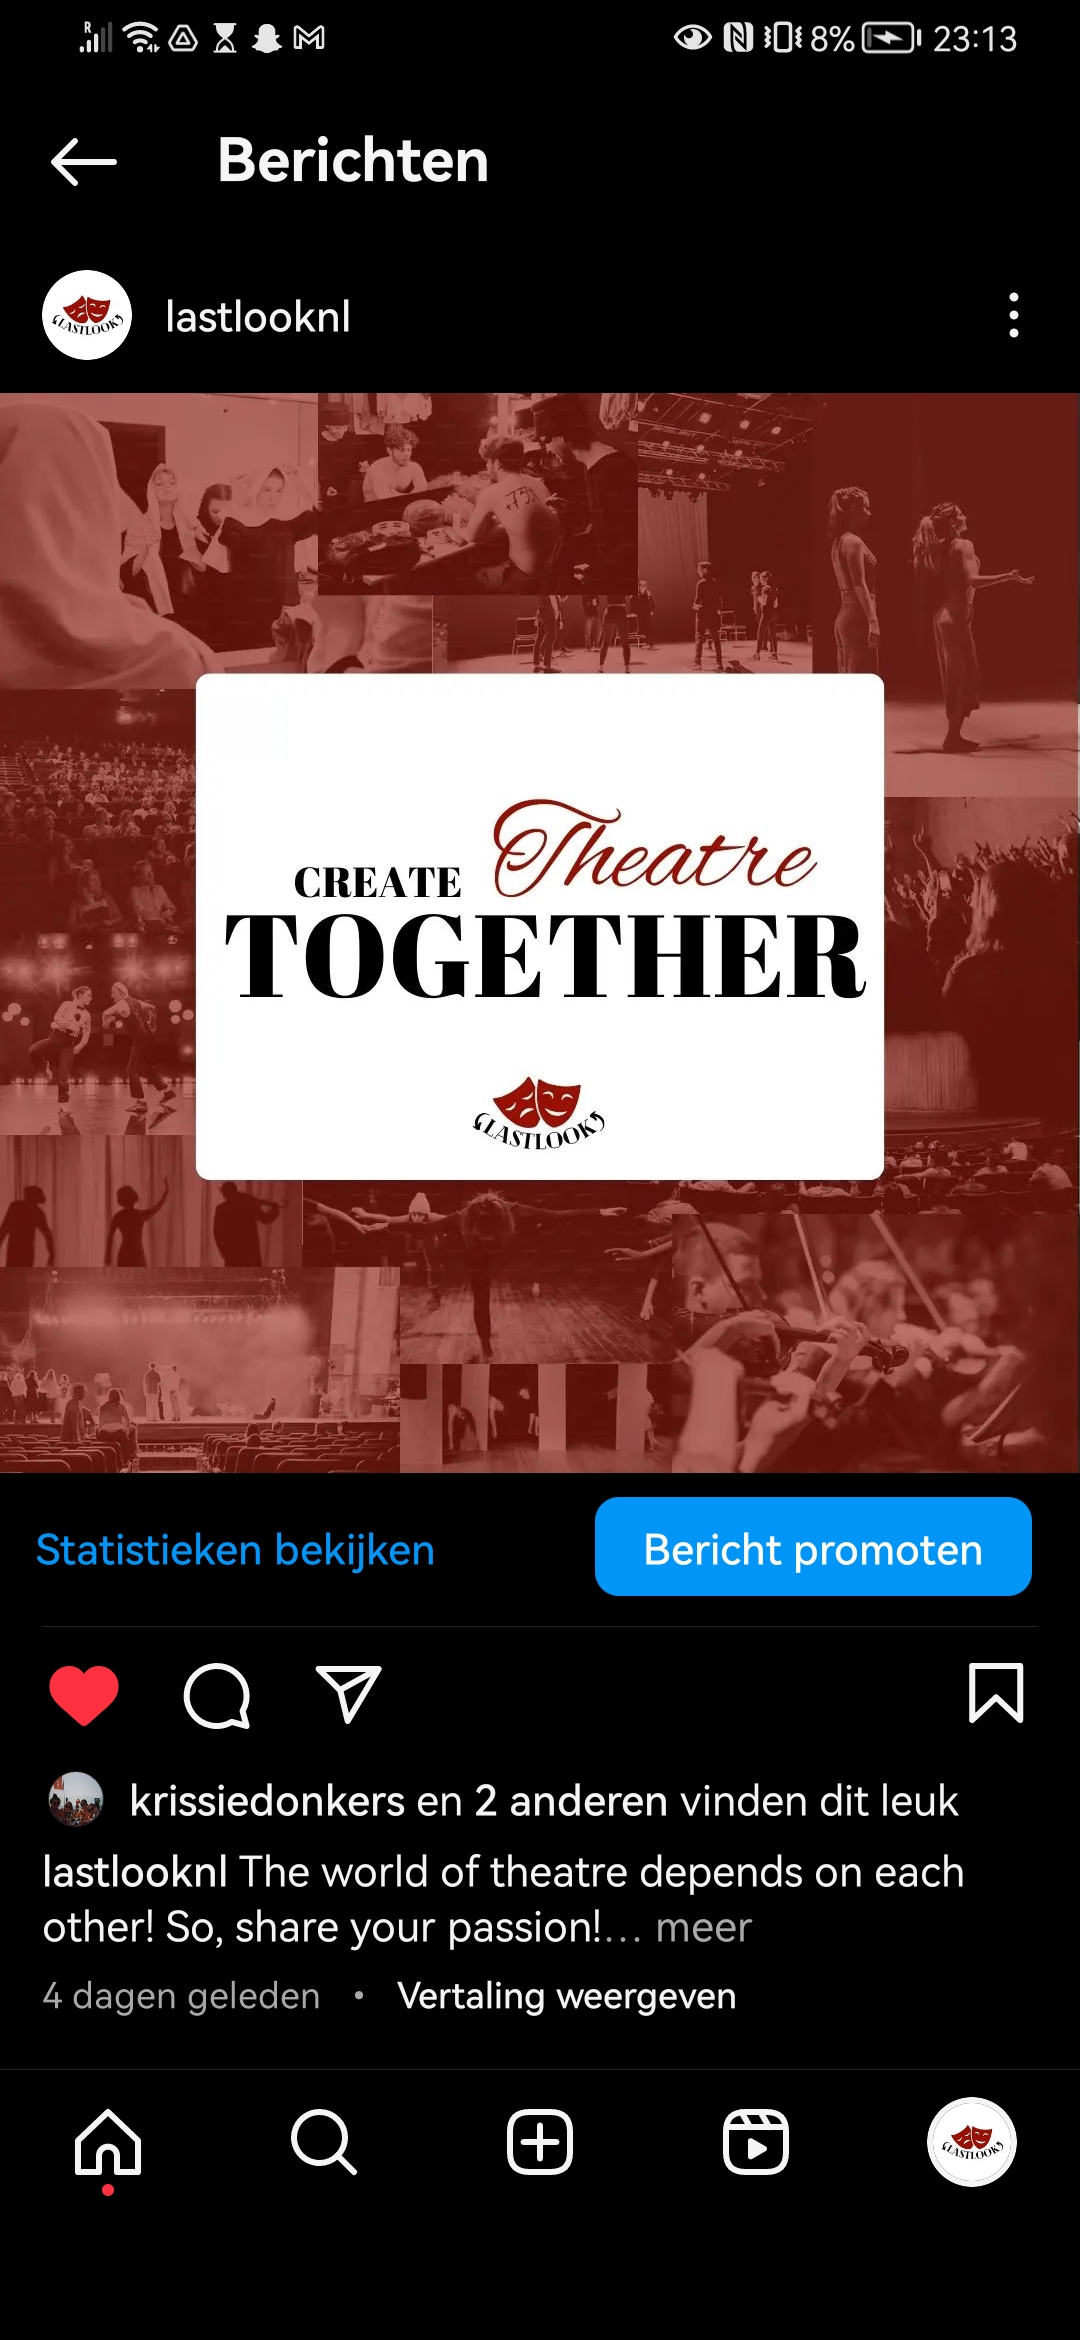 R
8% 23:13
Berichten
lastlooknl
CREATE Theatre
TOGETHER
LASTLOOK
Statistieken bekijken
Bericht promoten
krissiedonkers en 2 anderen vinden dit leuk
lastlooknl The world of theatre depends on each
other! So, share your passion!... meer
4 dagen geleden • Vertaling weergeven
LASTLOOK